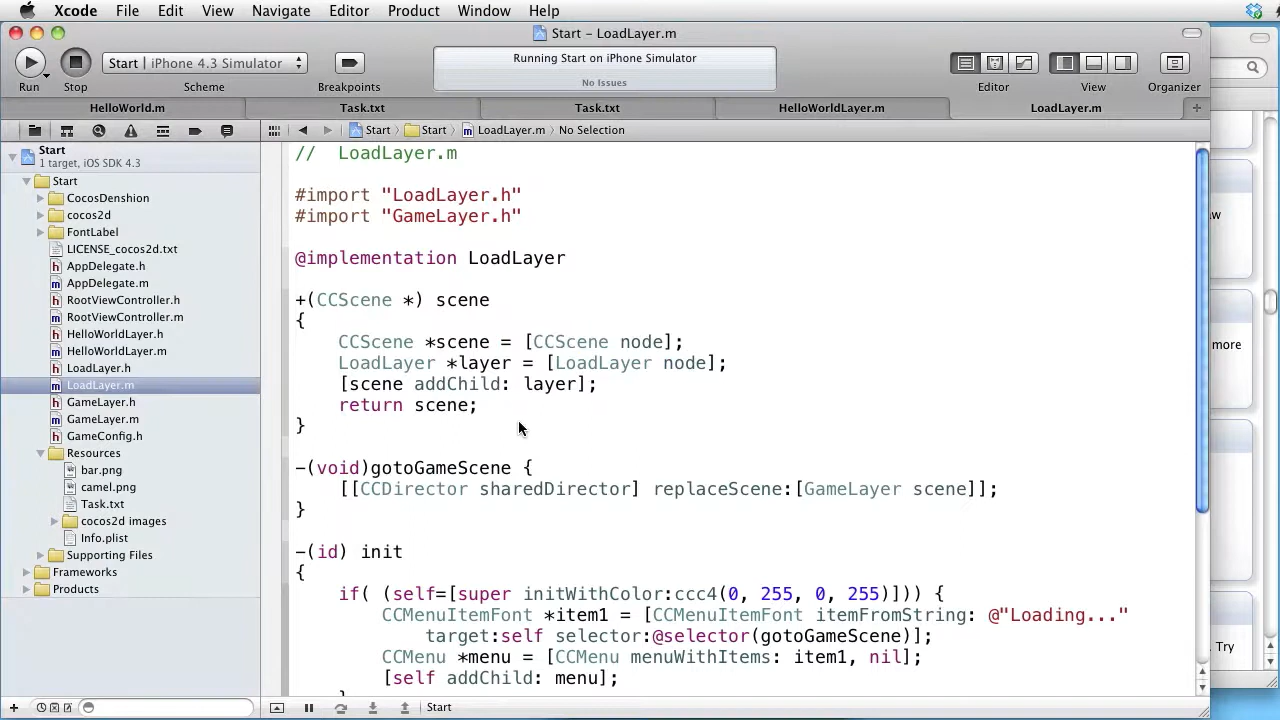 Xcode File Edit View Navigate Editor Product Window Help
Start – LoadLayer.m
Start | iPhone 4.3 Simulator
Running Start on iPhone Simulator
No Issues
Run Stop Scheme Breakpoints Editor View Organizer
HelloWorld.m Task.txt Task.txt HelloWorldLayer.m LoadLayer.m
Start Start LoadLayer.m No Selection
Start
1 target, iOS SDK 4.3
Start
CocosDenshion
cocos2d
FontLabel
LICENSE_cocos2d.txt
AppDelegate.h
AppDelegate.m
RootViewController.h
RootViewController.m
HelloWorldLayer.h
HelloWorldLayer.m
LoadLayer.h
LoadLayer.m
GameLayer.h
GameLayer.m
GameConfig.h
Resources
bar.png
camel.png
Task.txt
cocos2d images
Info.plist
Supporting Files
Frameworks
Products
// LoadLayer.m
#import "LoadLayer.h"
#import "GameLayer.h"
@implementation LoadLayer
+(CCScene *) scene
{
CCScene *scene = [CCScene node];
LoadLayer *layer = [LoadLayer node];
[scene addChild: layer];
return scene;
}
-(void)gotoGameScene {
[[CCDirector sharedDirector] replaceScene:[GameLayer scene]];
}
-(id) init
{
if( (self=[super initWithColor:ccc4(0, 255, 0, 255)])) {
CCMenuItemFont *item1 = [CCMenuItemFont itemFromString: @"Loading..."
target:self selector:@selector(gotoGameScene)];
CCMenu *menu = [CCMenu menuWithItems: item1, nil];
[self addChild: menu];
Start
more
Try